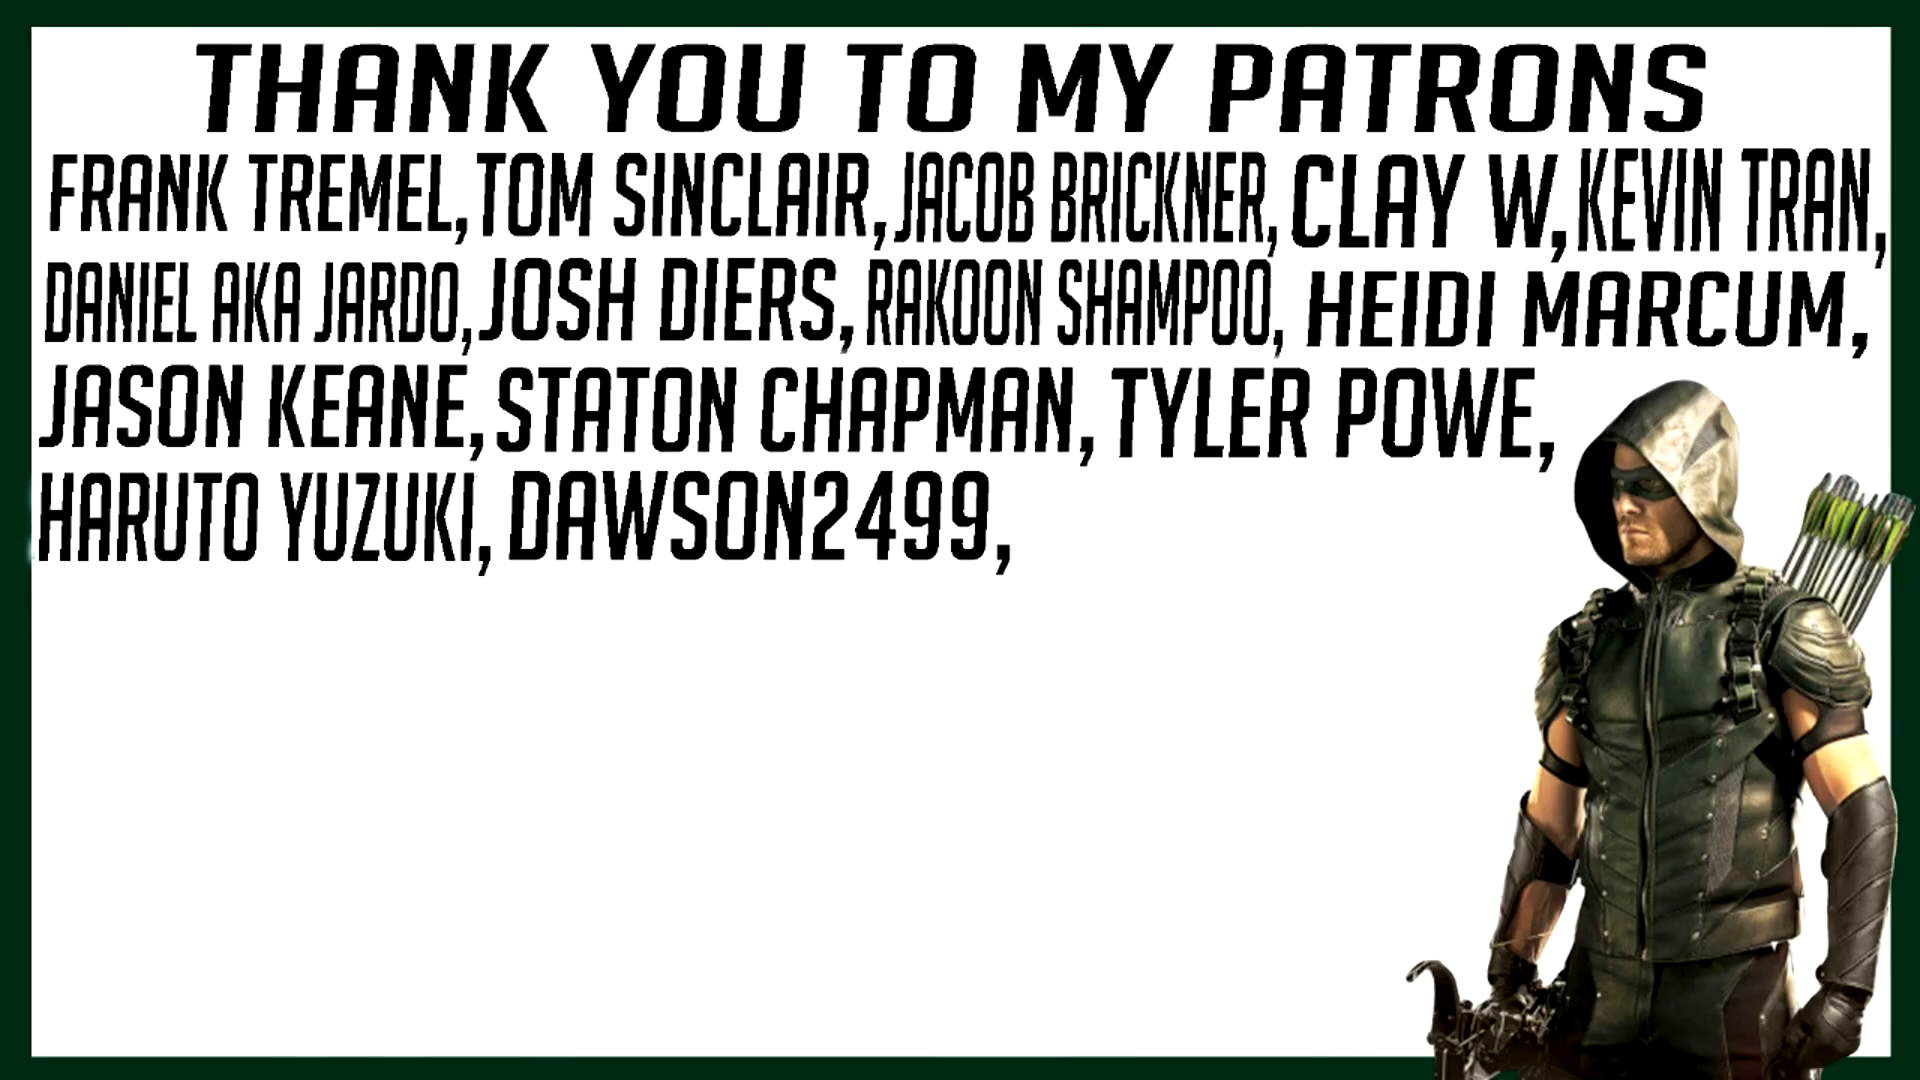 THANK YOU TO MY PATRONS
FRANK TREMEL, TOM SINCLAIR, JACOB BRICKNER, CLAY W, KEVIN TRAN,
DANIEL AKA JARDO, JOSH DIERS, RAKOON SHAMPOO, HEIDI MARCUM,
JASON KEANE, STATON CHAPMAN, TYLER POWE,
HARUTO YUZUKI, DAWSON2499,